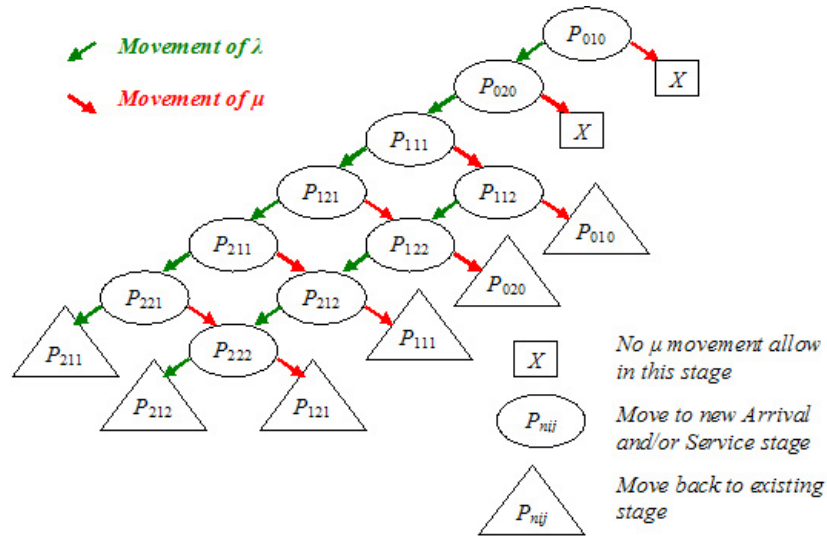 P010
Movement of λ
X
P020
Movement of μ
X
P111
P121
P112
P010
P211
P122
P020
P221
P212
P111
No μ movement allow
in this stage
X
P211
P222
P212
P121
Pnij
Move to new Arrival
and/or Service stage
Pnij
Move back to existing
stage